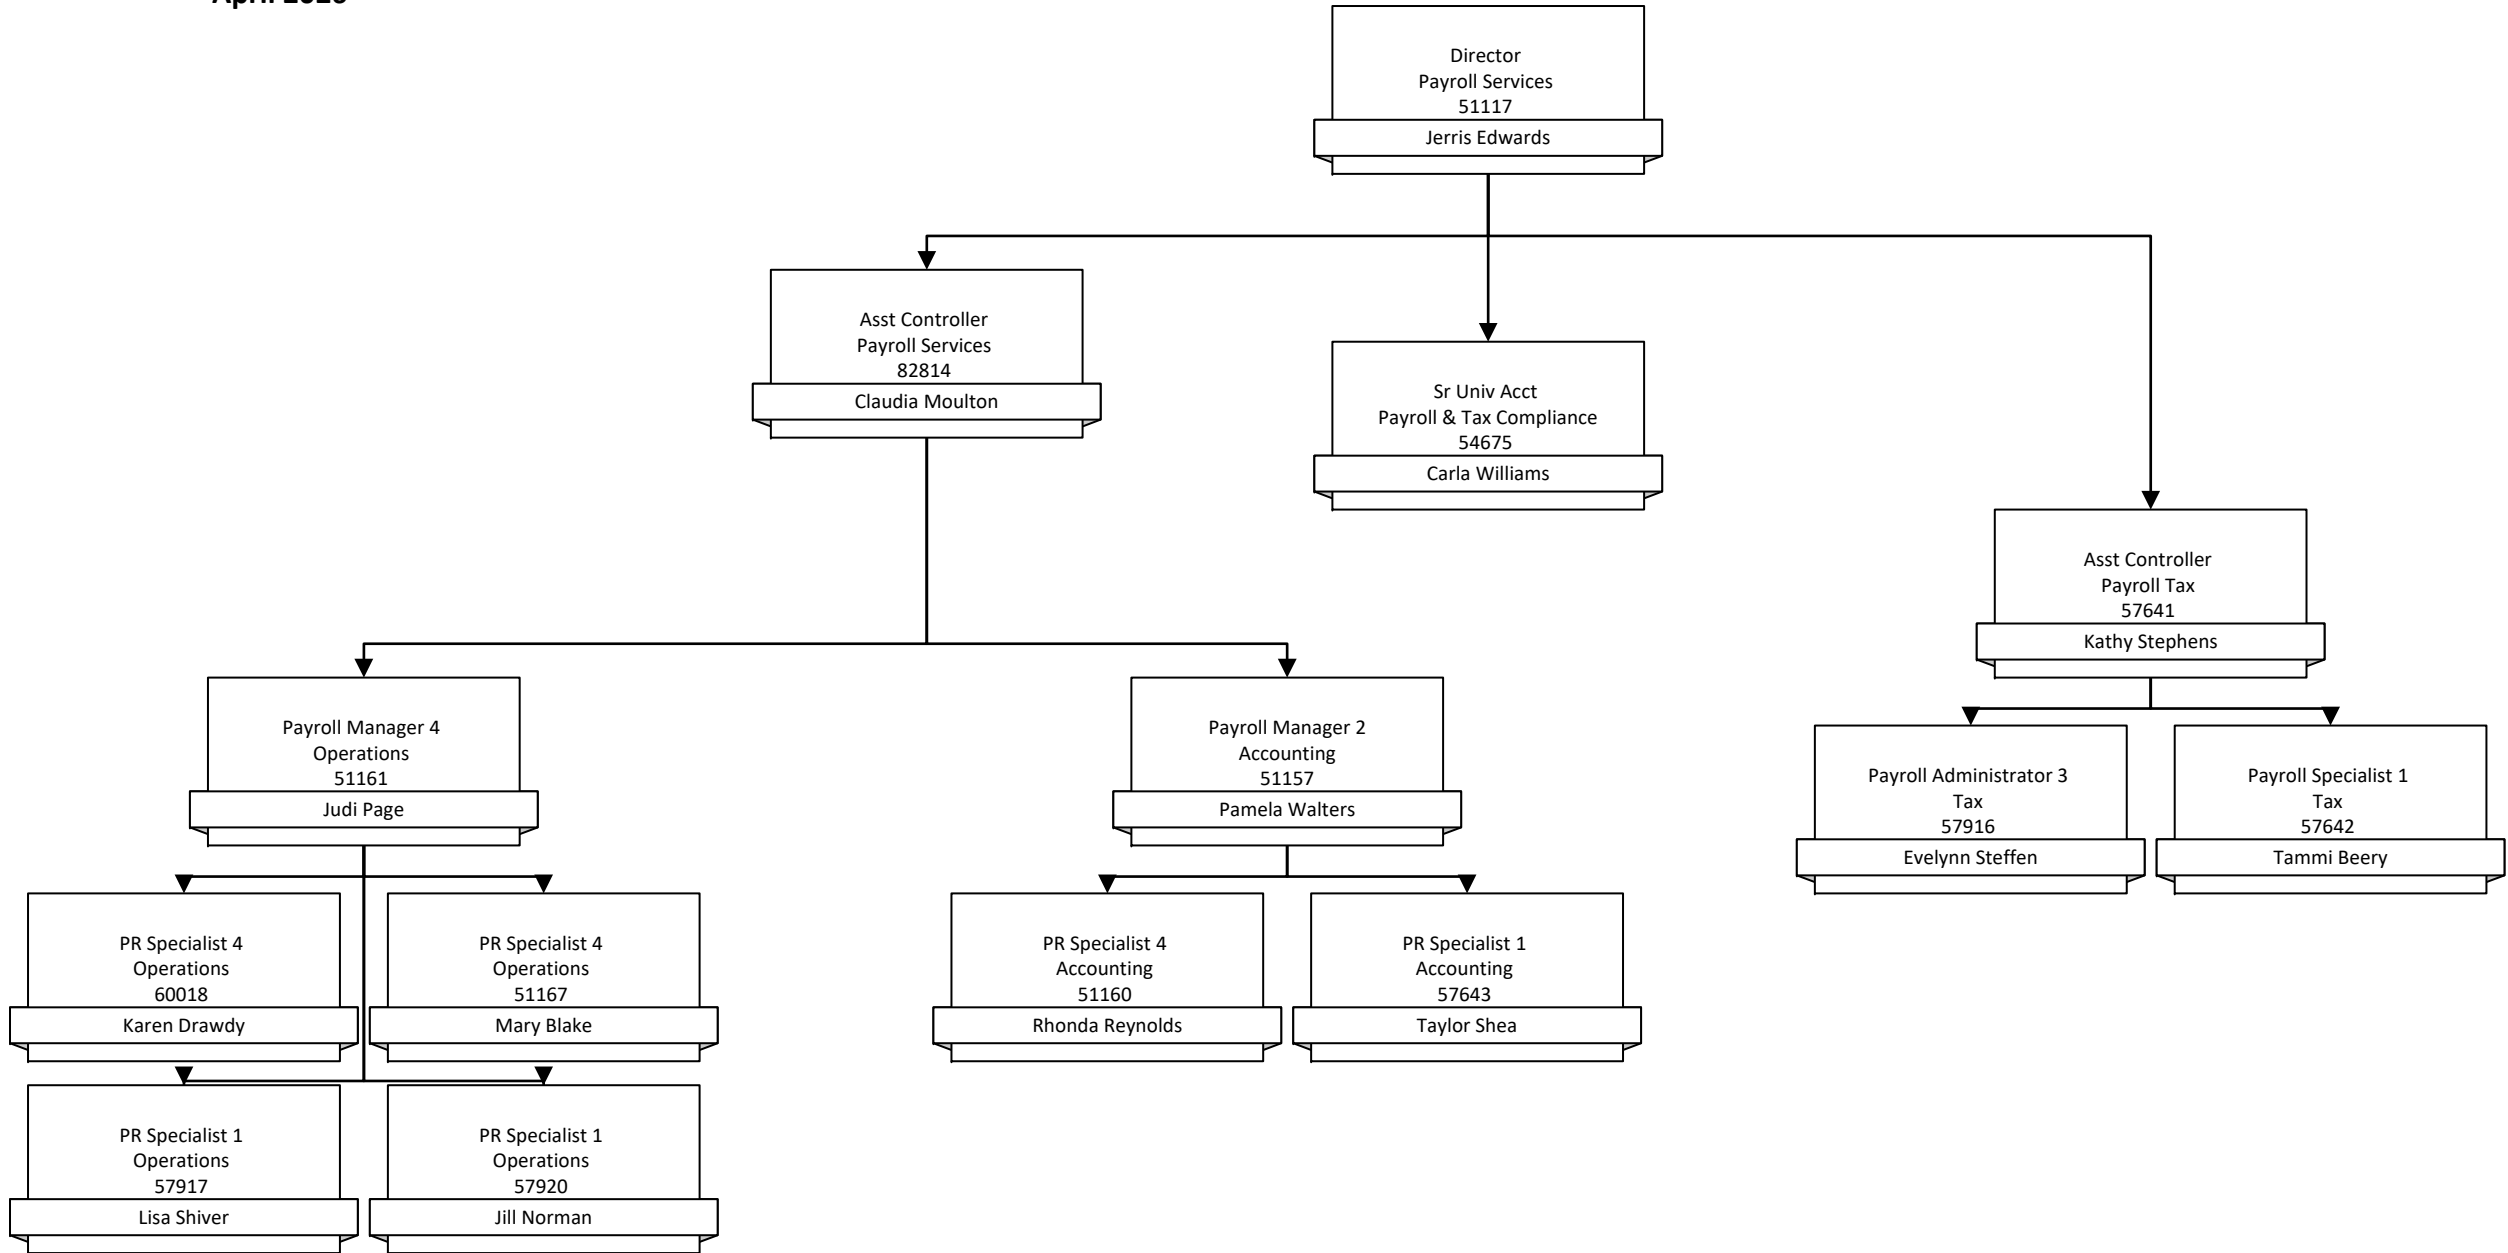 Director
Payroll Services
51117
Jerris Edwards
Asst Controller
Payroll Services
82814
Claudia Moulton
Sr Univ Acct
Payroll & Tax Compliance
54675
Carla Williams
Asst Controller
Payroll Tax
57641
Kathy Stephens
Payroll Manager 4
Operations
51161
Judi Page
Payroll Manager 2
Accounting
51157
Pamela Walters
Payroll Administrator 3
Tax
57916
Evelynn Steffen
Payroll Specialist 1
Tax
57642
Tammi Beery
PR Specialist 4
Operations
60018
Karen Drawdy
PR Specialist 4
Operations
51167
Mary Blake
PR Specialist 4
Accounting
51160
Rhonda Reynolds
PR Specialist 1
Accounting
57643
Taylor Shea
PR Specialist 1
Operations
57917
Lisa Shiver
PR Specialist 1
Operations
57920
Jill Norman